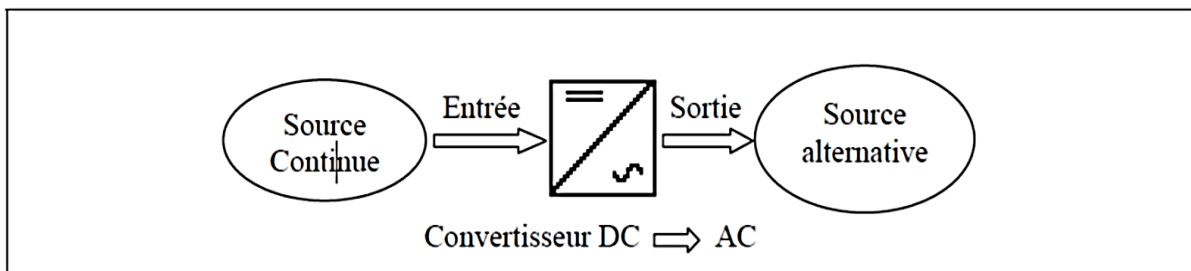 Source
Continue
Entrée
Sortie
Source
alternative
Convertisseur DC ⇨ AC